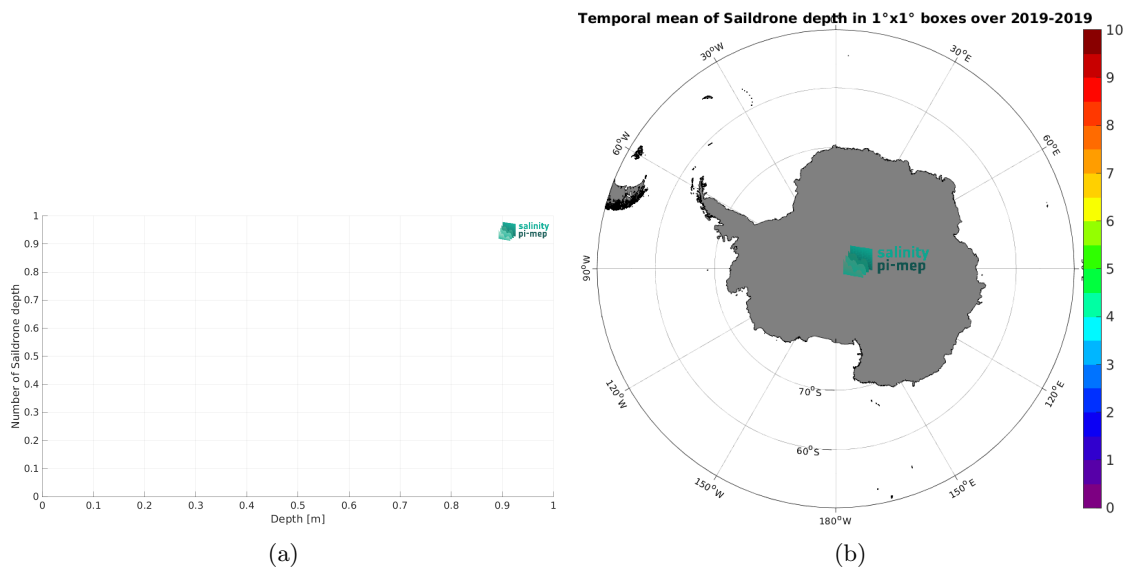 Temporal mean of Saildrone depth in 1°x1° boxes over 2019-2019
1
0.9
0.8
0.7
0.6
0.5
0.4
0.3
0.2
0.1
0
Number of Saildrone depth
0
0.1
0.2
0.3
0.4
0.5
0.6
0.7
0.8
0.9
1
Depth [m]
salinity
pi-mep
(a)
30°W
30°E
60°W
60°E
90°W
120°W
120°E
150°W
150°E
180°W
70°S
60°S
salinity
pi-mep
10
9
8
7
6
5
4
3
2
1
0
(b)